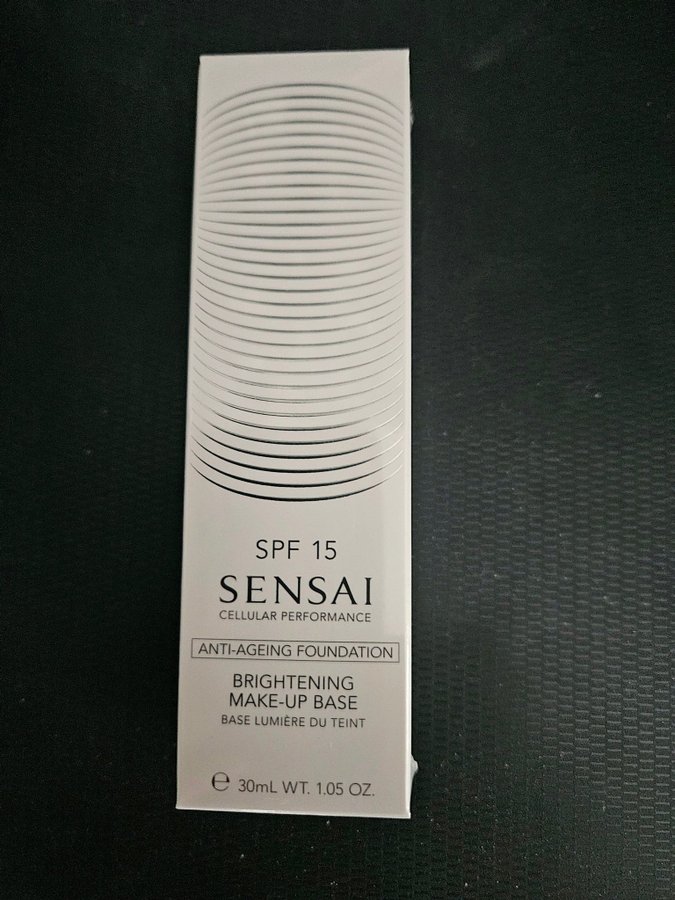 SPF 15
SENSAI
CELLULAR PERFORMANCE
ANTI-AGEING FOUNDATION
BRIGHTENING
MAKE-UP BASE
BASE LUMIÈRE DU TEINT
℮ 30mL WT. 1.05 OZ.